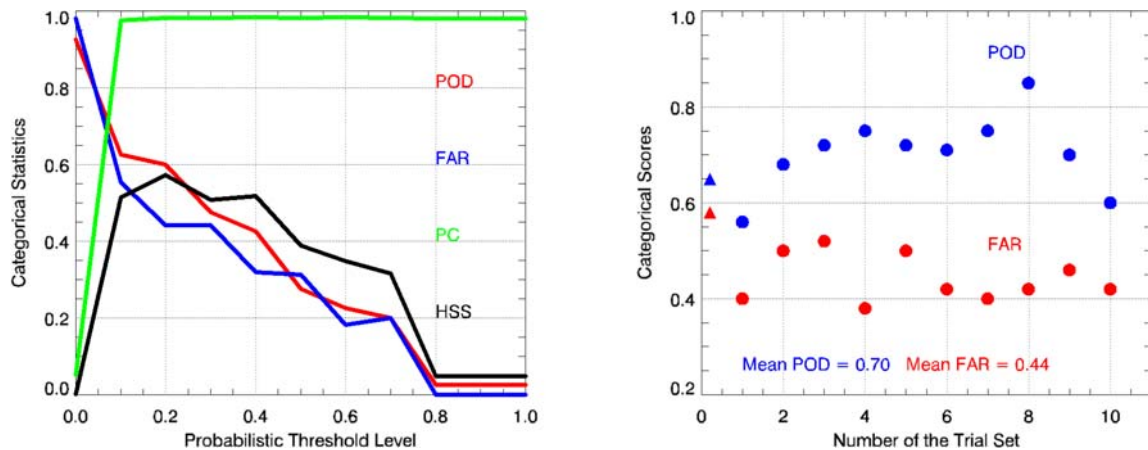 1.0
0.8
0.6
0.4
0.2
0.0
Categorical Statistics
POD
FAR
PC
HSS
0.0 0.2 0.4 0.6 0.8 1.0
Probabilistic Threshold Level
1.0
0.8
0.6
0.4
0.2
Categorical Scores
POD
FAR
Mean POD = 0.70 Mean FAR = 0.44
0 2 4 6 8 10
Number of the Trial Set